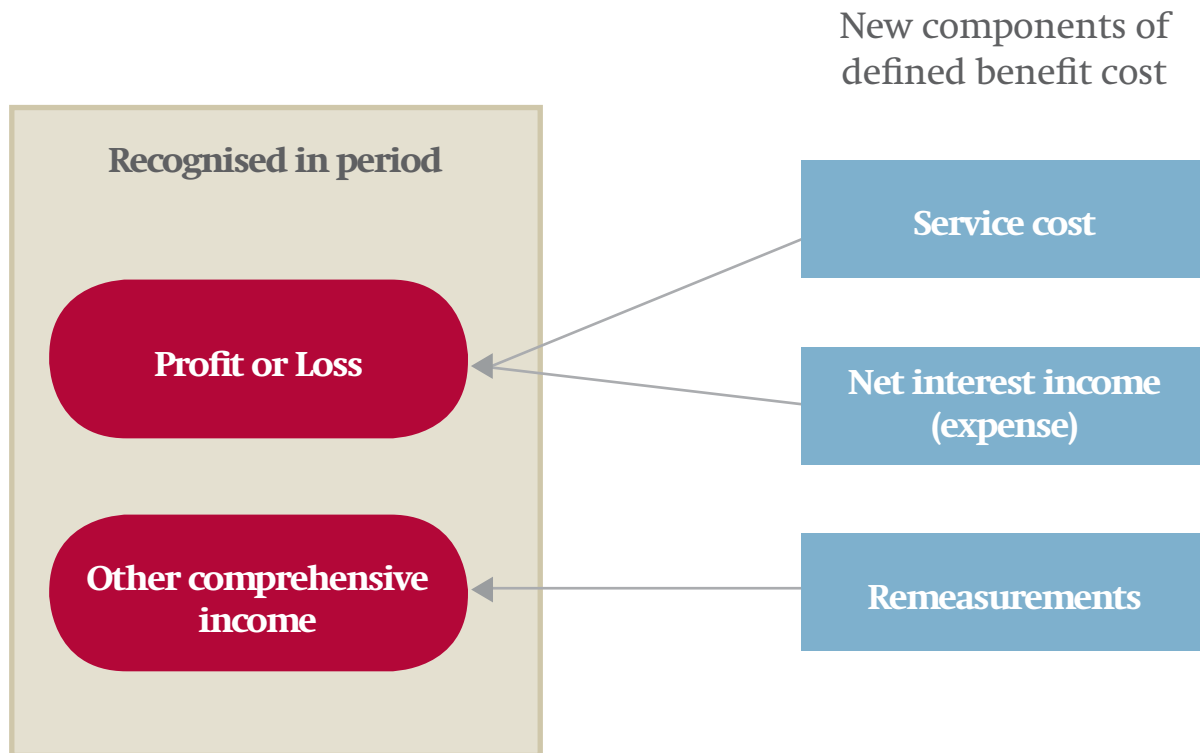 New components of
defined benefit cost
Recognised in period
Profit or Loss
Other comprehensive
income
Service cost
Net interest income
(expense)
Remeasurements